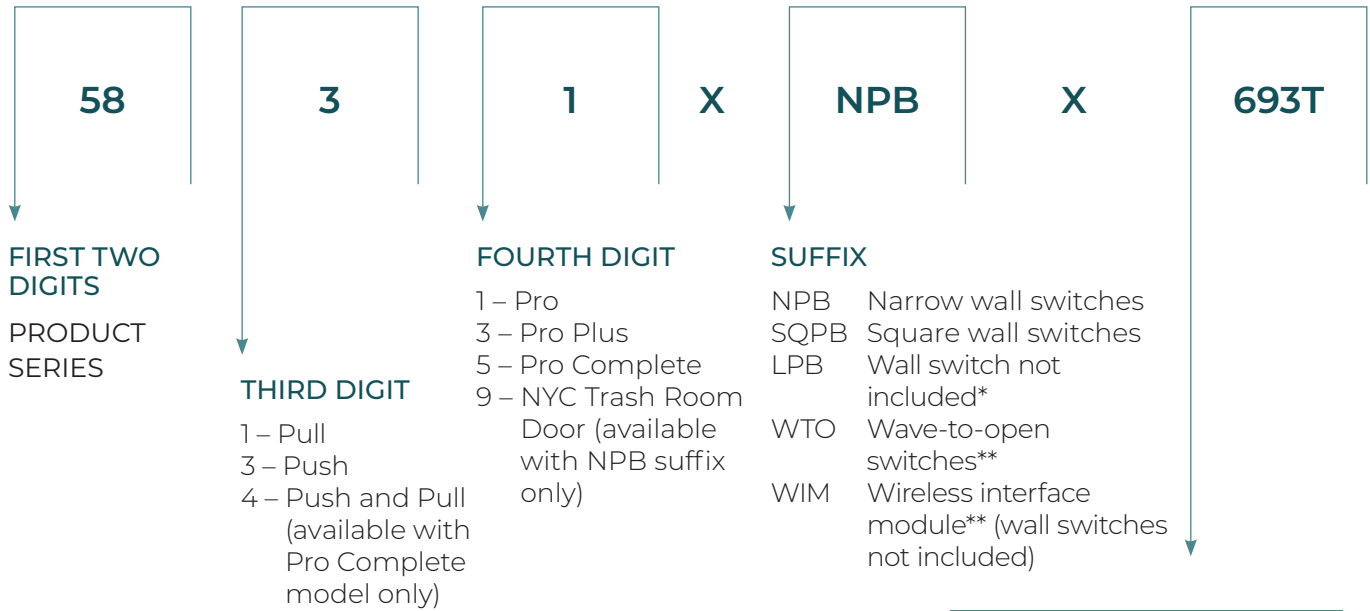 58 3 1 X NPB X 693T
FIRST TWO
DIGITS
PRODUCT
SERIES
THIRD DIGIT
1 – Pull
3 – Push
4 – Push and Pull
(available with
Pro Complete
model only)
FOURTH DIGIT
1 – Pro
3 – Pro Plus
5 – Pro Complete
9 – NYC Trash Room
Door (available
with NPB suffix
only)
SUFFIX
NPB Narrow wall switches
SQPB Square wall switches
LPB Wall switch not
included*
WTO Wave-to-open
switches**
WIM Wireless interface
module** (wall switches
not included)